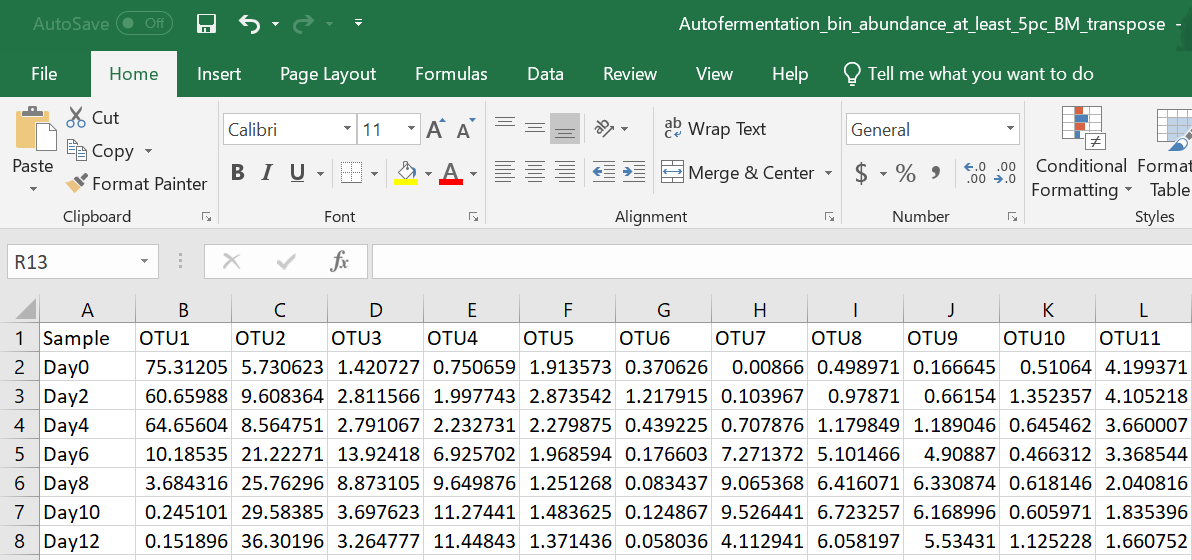 AutoSave Off Autofermentation_bin_abundance_at_least_5pc_BM_transpose -
File Home Insert Page Layout Formulas Data Review View Help Tell me what you want to do
Paste Cut Copy Format Painter Clipboard
Calibri 11 A A B I U A Font
ab c Wrap Text Merge & Center Alignment
General $ % , .0 .00 .00 .0 Number
Conditional Formatting Format Table Styles
R13 fx
A B C D E F G H I J K L
1 Sample OTU1 OTU2 OTU3 OTU4 OTU5 OTU6 OTU7 OTU8 OTU9 OTU10 OTU11
2 Day0 75.31205 5.730623 1.420727 0.750659 1.913573 0.370626 0.00866 0.498971 0.166645 0.51064 4.199371
3 Day2 60.65988 9.608364 2.811566 1.997743 2.873542 1.217915 0.103967 0.97871 0.66154 1.352357 4.105218
4 Day4 64.65604 8.564751 2.791067 2.232731 2.279875 0.439225 0.707876 1.179849 1.189046 0.645462 3.660007
5 Day6 10.18535 21.22271 13.92418 6.925702 1.968594 0.176603 7.271372 5.101466 4.90887 0.466312 3.368544
6 Day8 3.684316 25.76296 8.873105 9.649876 1.251268 0.083437 9.065368 6.416071 6.330874 0.618146 2.040816
7 Day10 0.245101 29.58385 3.697623 11.27441 1.483625 0.124867 9.526441 6.723257 6.168996 0.605971 1.835396
8 Day12 0.151896 36.30196 3.264777 11.44843 1.371436 0.058036 4.112941 6.058197 5.53431 1.125228 1.660752